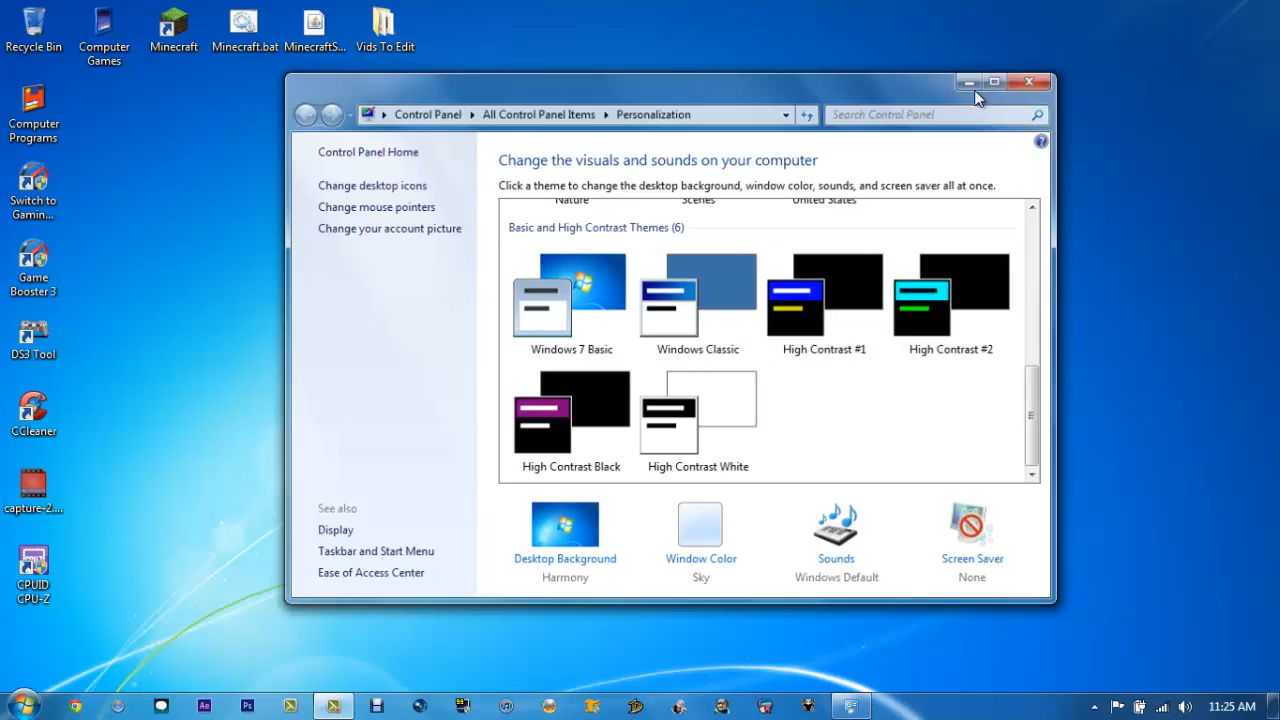 Recycle Bin
Computer
Games
Minecraft
Minecraft.bat
MinecraftS...
Vids To Edit
Computer
Programs
Switch to
Gamin...
Game
Booster 3
DS3 Tool
CCleaner
capture-2....
CPUID
CPU-Z
Control Panel
All Control Panel Items
Personalization
Search Control Panel
Control Panel Home
Change desktop icons
Change mouse pointers
Change your account picture
See also
Display
Taskbar and Start Menu
Ease of Access Center
Change the visuals and sounds on your computer
Click a theme to change the desktop background, window color, sounds, and screen saver all at once.
Nature
Scenes
United States
Basic and High Contrast Themes (6)
Windows 7 Basic
Windows Classic
High Contrast #1
High Contrast #2
High Contrast Black
High Contrast White
Desktop Background
Harmony
Window Color
Sky
Sounds
Windows Default
Screen Saver
None
Ae
Ps
11:25 AM